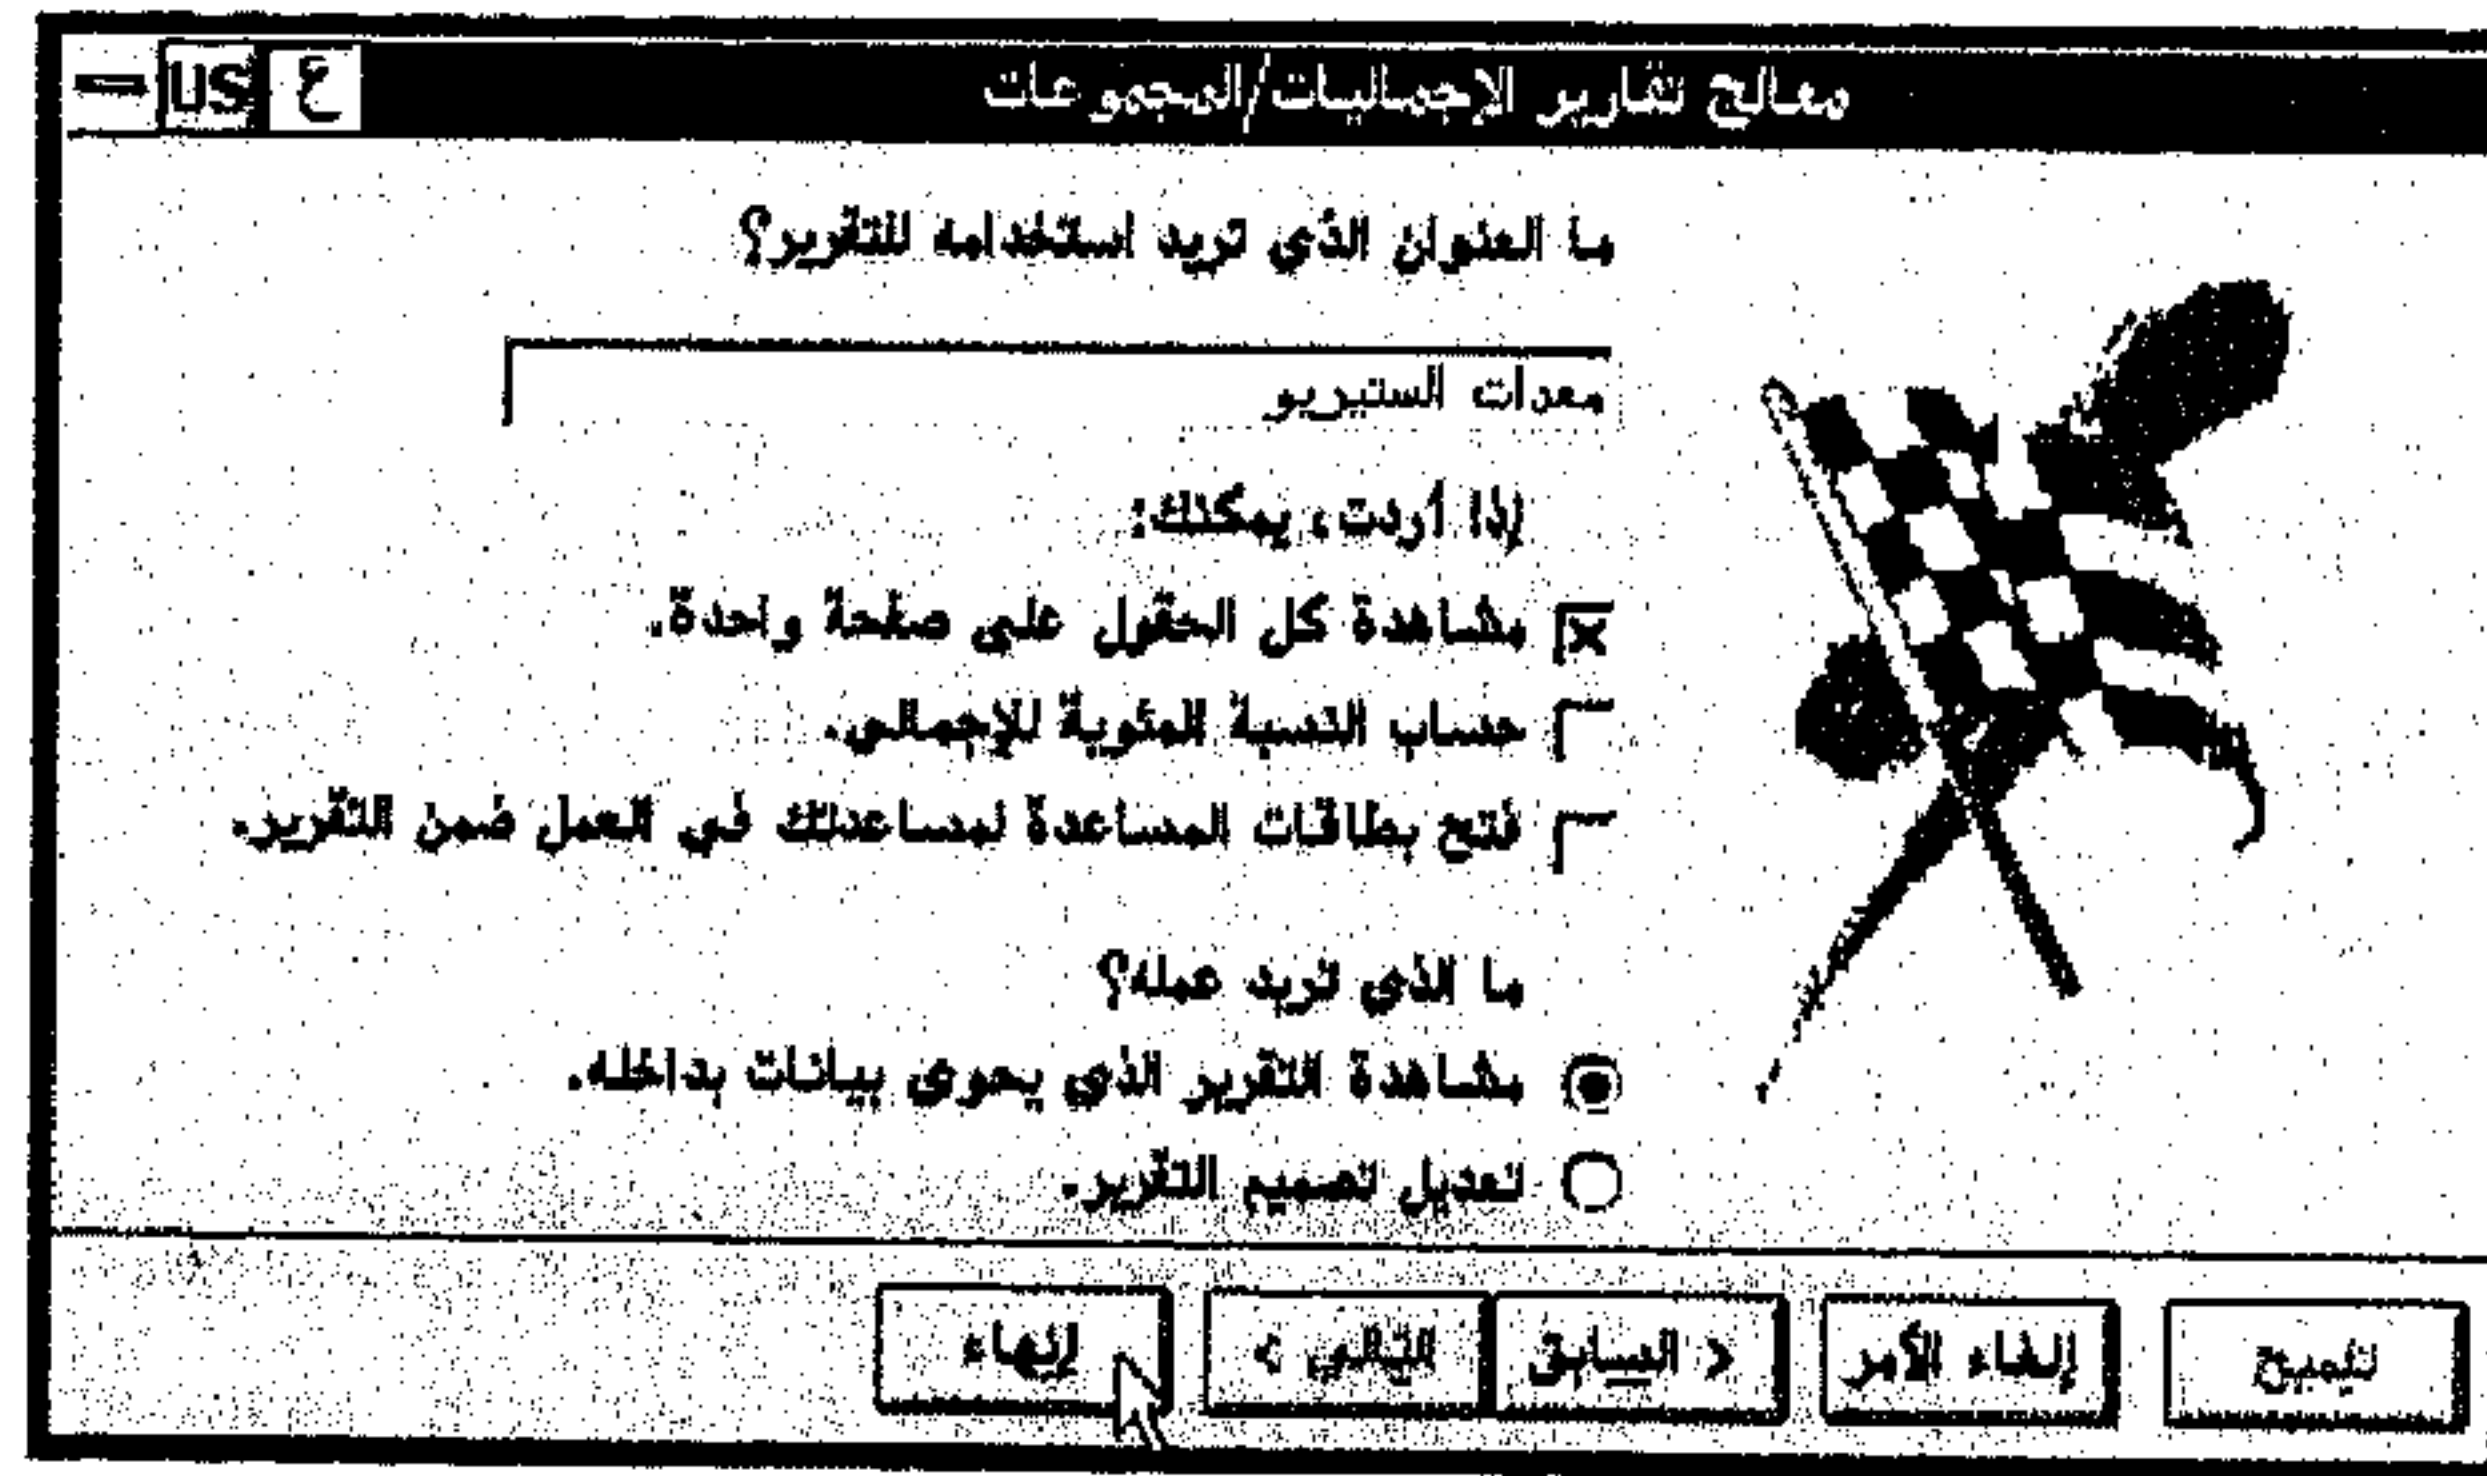 معالج تقارير الإجماليات/المجموعات ع US
ما العنوان الذي تريد استخدامه للتقرير؟
معدات الستيريو
إذا أردت، يمكنك:
مشاهدة كل الحقول على صفحة واحدة.
حساب النسبة المئوية للإجمالي.
فتح بطاقات المساعدة لمساعدتك في العمل ضمن التقرير.
ما الذي تريد عمله؟
مشاهدة التقرير الذي يحوى بيانات بداخله.
تعديل تصميم التقرير.
تلميح إلغاء الأمر < السابق التالي > إنهاء